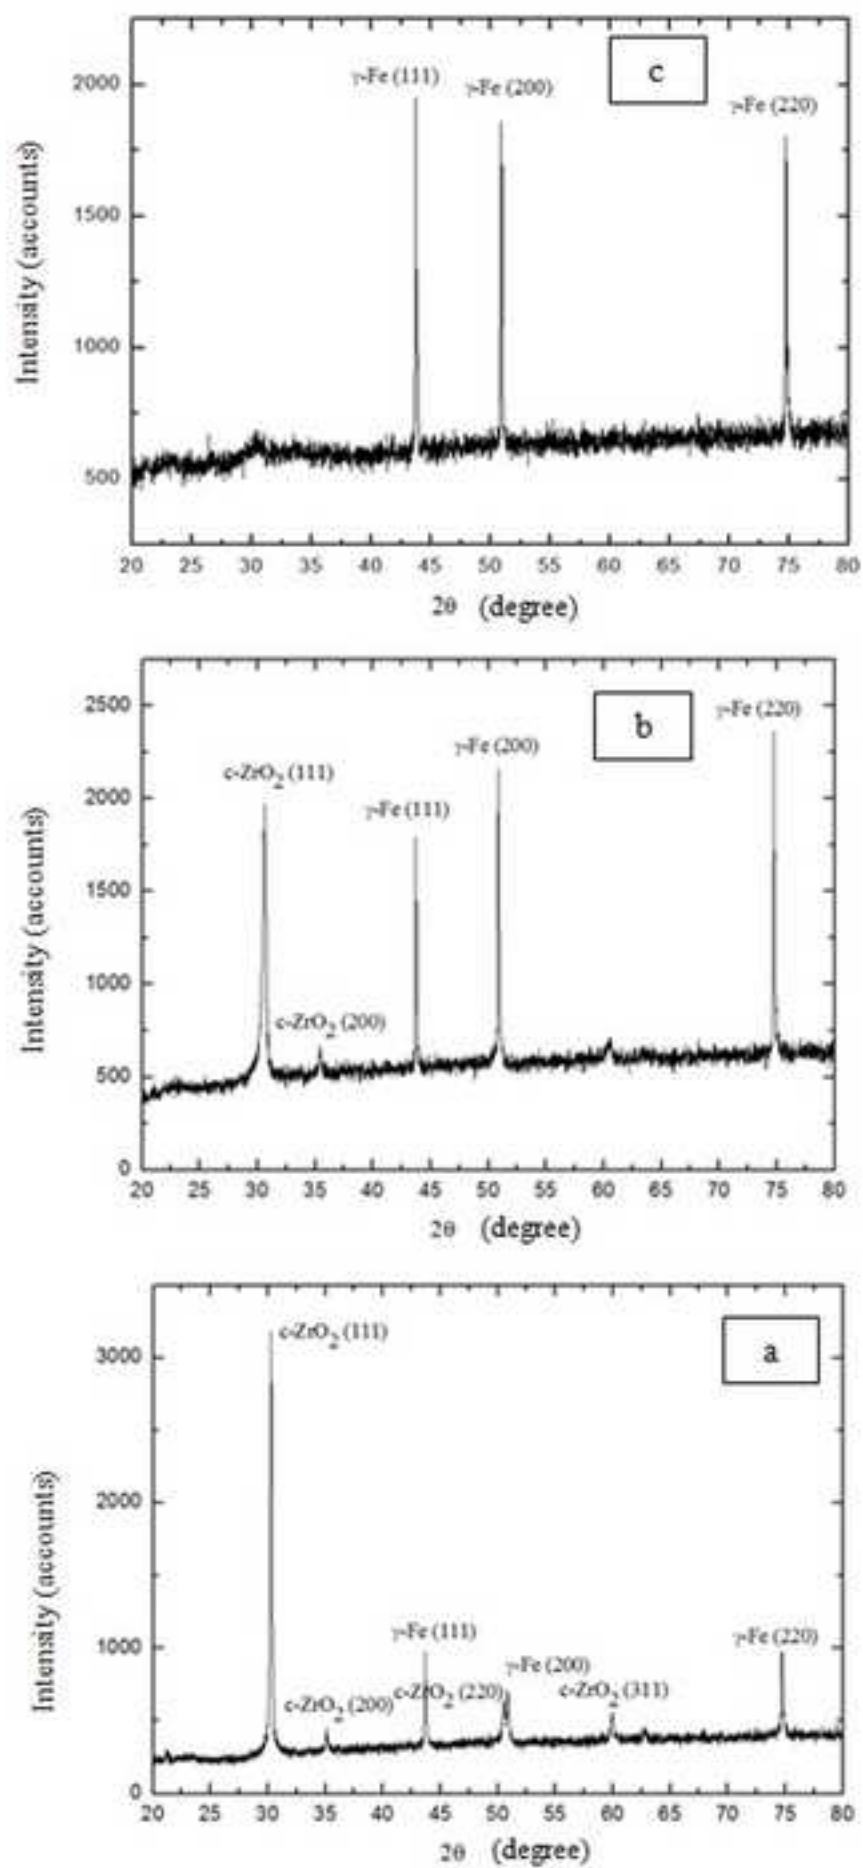 c
γ-Fe (111)
γ-Fe (200)
γ-Fe (220)
2000
1500
1000
500
Intensity (accounts)
20 25 30 35 40 45 50 55 60 65 70 75 80
2θ (degree)
b
γ-Fe (220)
γ-Fe (200)
c-ZrO2 (111)
γ-Fe (111)
c-ZrO2 (200)
2500
2000
1500
1000
500
0
Intensity (accounts)
20 25 30 35 40 45 50 55 60 65 70 75 80
2θ (degree)
a
c-ZrO2 (111)
γ-Fe (111)
γ-Fe (220)
γ-Fe (200)
c-ZrO2 (200)
c-ZrO2 (220)
c-ZrO2 (311)
3000
2000
1000
0
Intensity (accounts)
20 25 30 35 40 45 50 55 60 65 70 75 80
2θ (degree)